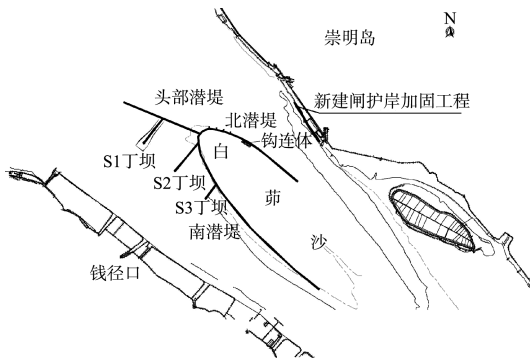 N
崇明岛
新建闸护岸加固工程
头部潜堤
北潜堤
钩连体
白
S1丁坝
S2丁坝
茆
S3丁坝
南潜堤
沙
钱径口